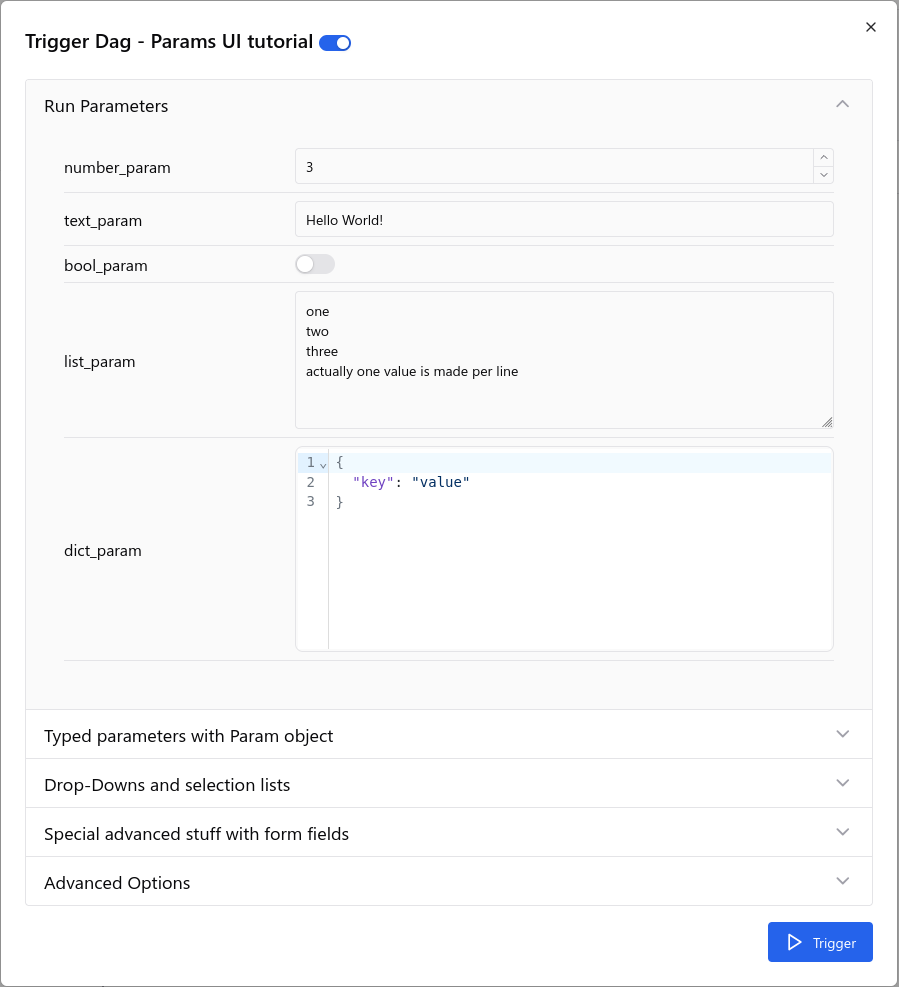 Trigger Dag - Params UI tutorial
Run Parameters
number_param
3
text_param
Hello World!
bool_param
list_param
one
two
three
actually one value is made per line
dict_param
1 {
2 "key": "value"
3 }
Typed parameters with Param object
Drop-Downs and selection lists
Special advanced stuff with form fields
Advanced Options
Trigger